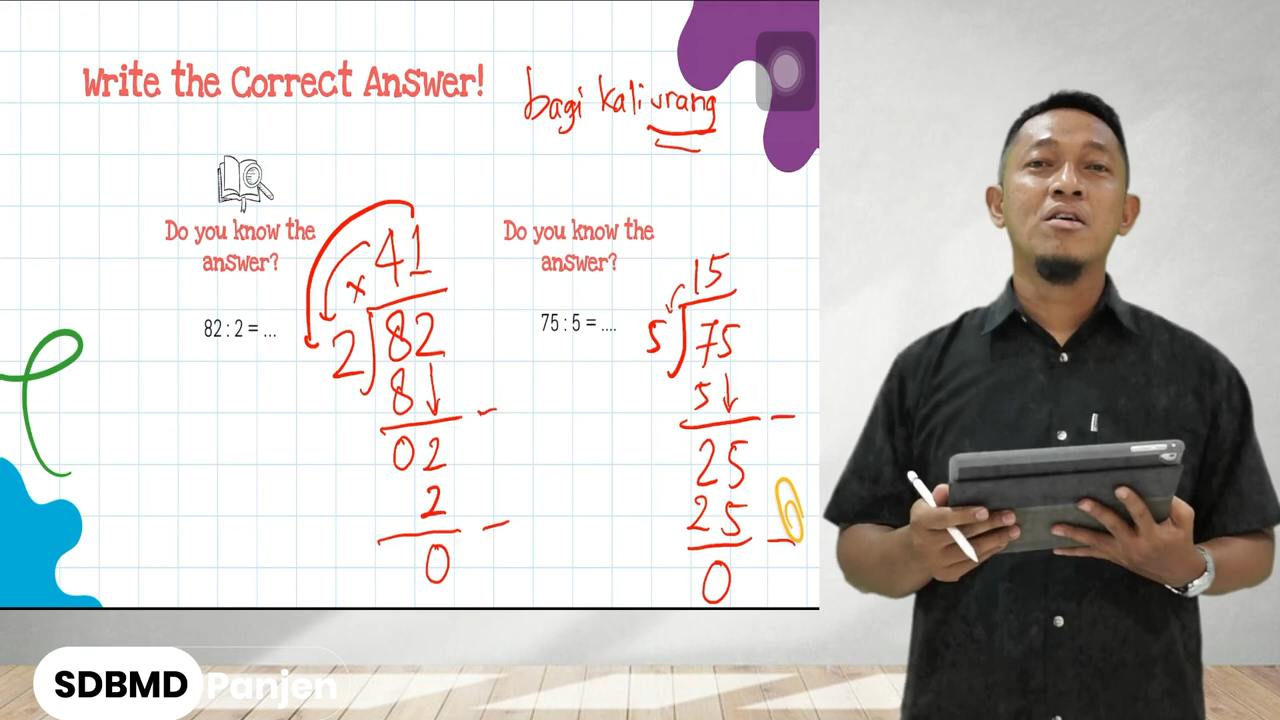 Write the Correct Answer!
bagi kali urang
Do you know the
answer?
82 : 2 = ...
41
x
2 82
8
02
2
0
Do you know the
answer?
75 : 5 = ....
15
5 75
5
25
25
0
SDBMD Panjen